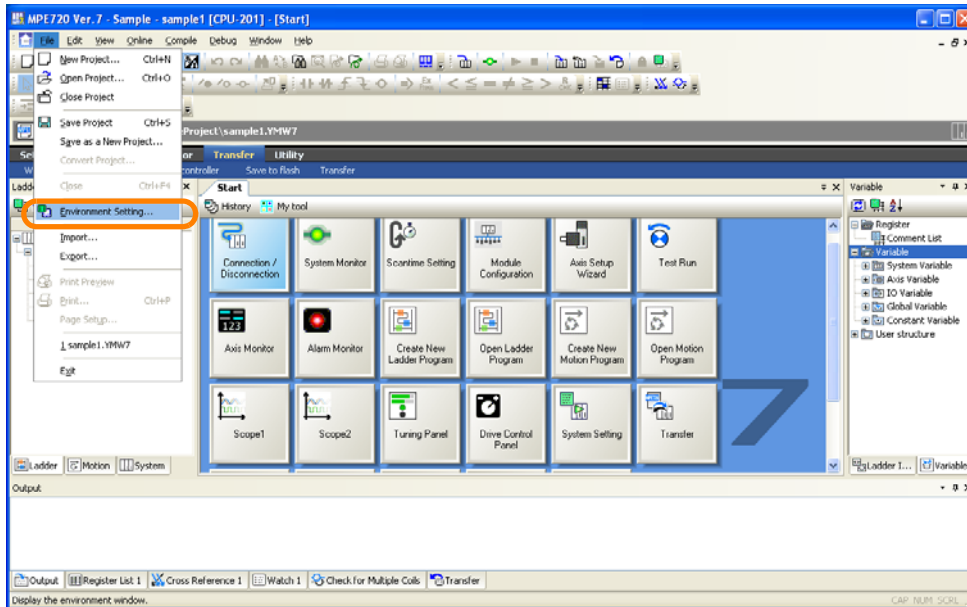 MPE720 Ver. 7 - Sample - sample1 [CPU-201] - [Start]
File Edit View Online Compile Debug Window Help
New Project... Ctrl+N
Open Project... Ctrl+O
Close Project
Save Project Ctrl+S
Save as a New Project...
Convert Project...
Close Ctrl+F4
Environment Setting...
Import...
Export...
Print Preview
Print... Ctrl+P
Page Setup...
1 sample1.YMW7
Exit
Project\sample1.YMW7
Se or Transfer Utility
W controller Save to flash Transfer
Ladde
Start
History My tool
Connection / Disconnection
System Monitor
Scantime Setting
Module Configuration
Axis Setup Wizard
Test Run
123
Axis Monitor
Alarm Monitor
Create New Ladder Program
Open Ladder Program
Create New Motion Program
Open Motion Program
Scope1
Scope2
Tuning Panel
Drive Control Panel
System Setting
Transfer
7
Variable
Register
Comment List
Variable
System Variable
Axis Variable
IO Variable
Global Variable
Constant Variable
User structure
Ladder Motion System
Ladder I... Variable
Output
Output Register List 1 Cross Reference 1 Watch 1 Check for Multiple Coils Transfer
Display the environment window.
CAP NUM SCRL